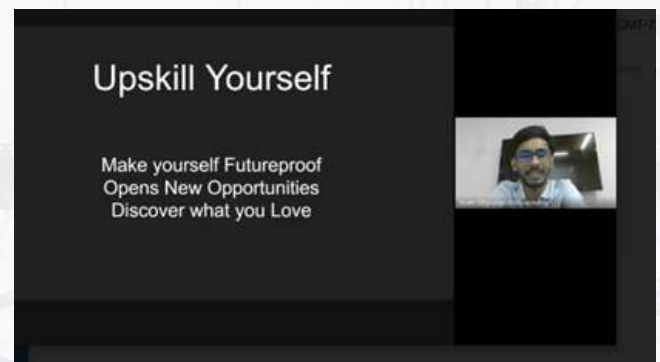 Upskill Yourself
Make yourself Futureproof
Opens New Opportunities
Discover what you Love